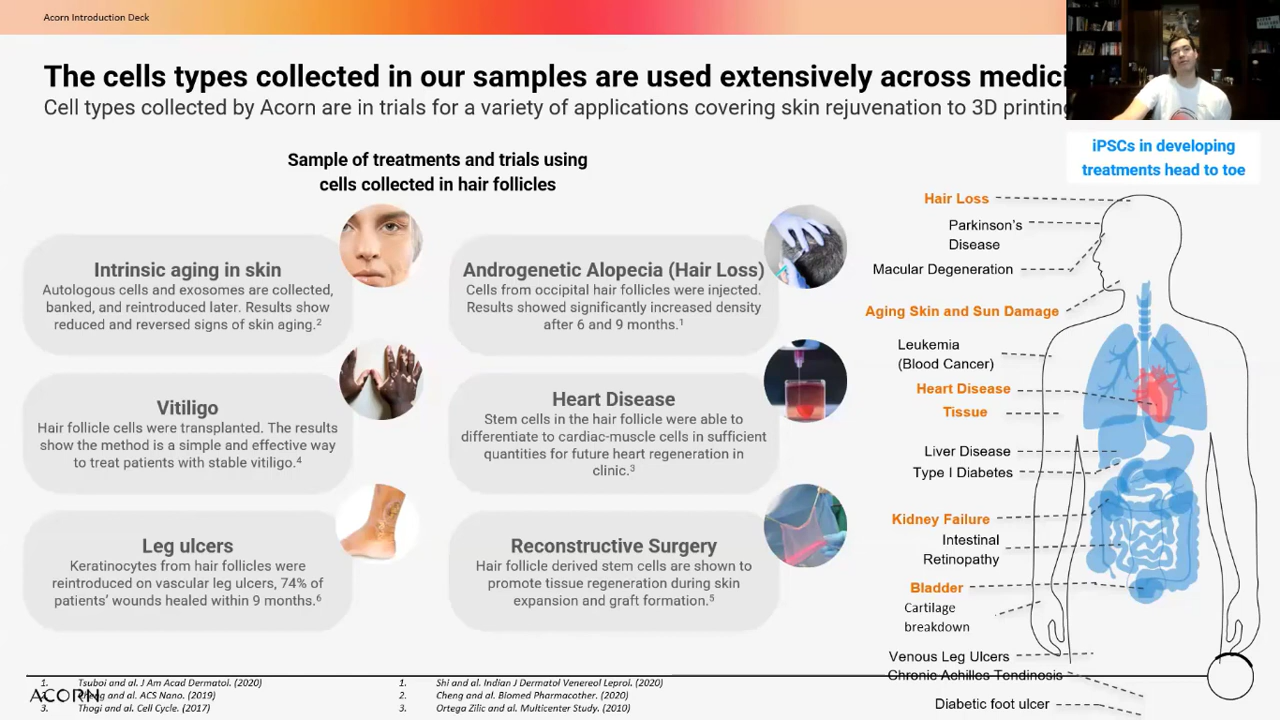 Acorn Introduction Deck
The cells types collected in our samples are used extensively across
Cell types collected by Acorn are in trials for a variety of applications covering skin rejuvenation to 3D printing
iPSCs in developing
treatments head to toe
Sample of treatments and trials using
cells collected in hair follicles
Intrinsic aging in skin
Autologous cells and exosomes are collected,
banked, and reintroduced later. Results show
reduced and reversed signs of skin aging.2
Androgenetic Alopecia (Hair Loss)
Cells from occipital hair follicles were injected.
Results showed significantly increased density
after 6 and 9 months.1
Vitiligo
Hair follicle cells were transplanted. The results
show the method is a simple and effective way
to treat patients with stable vitiligo.4
Heart Disease
Stem cells in the hair follicle were able to
differentiate to cardiac-muscle cells in sufficient
quantities for future heart regeneration in
clinic.3
Leg ulcers
Keratinocytes from hair follicles were
reintroduced on vascular leg ulcers, 74% of
patients' wounds healed within 9 months.6
Reconstructive Surgery
Hair follicle derived stem cells are shown to
promote tissue regeneration during skin
expansion and graft formation.5
Hair Loss
Parkinson's
Disease
Macular Degeneration
Aging Skin and Sun Damage
Leukemia
(Blood Cancer)
Heart Disease
Tissue
Liver Disease
Type I Diabetes
Kidney Failure
Intestinal
Retinopathy
Bladder
Cartilage
breakdown
Venous Leg Ulcers
Chronic Achilles Tendinosis
Diabetic foot ulcer
1. Tsuboi and al. J Am Acad Dermatol. (2020)
and al. ACS Nano. (2019)
3. Thogi and al. Cell Cycle. (2017)
1. Shi and al. Indian J Dermatol Venereol Leprol. (2020)
2. Cheng and al. Biomed Pharmacother. (2020)
3. Ortega Zilic and al. Multicenter Study. (2010)
ACORN